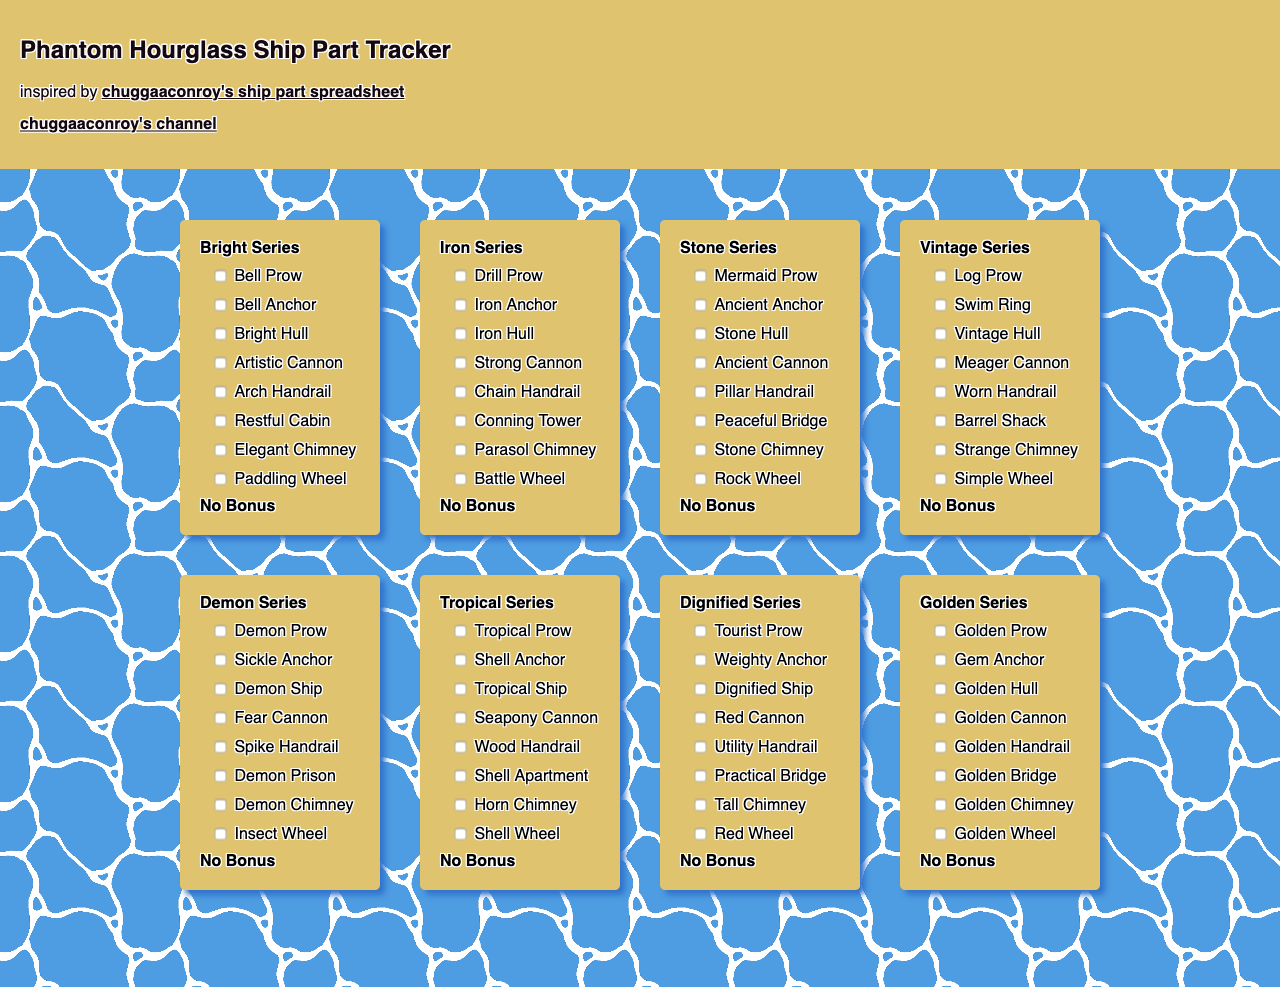 Phantom Hourglass Ship Part Tracker
inspired by chuggaaconroy's ship part spreadsheet
chuggaaconroy's channel
Bright Series
Bell Prow
Bell Anchor
Bright Hull
Artistic Cannon
Arch Handrail
Restful Cabin
Elegant Chimney
Paddling Wheel
No Bonus
Iron Series
Drill Prow
Iron Anchor
Iron Hull
Strong Cannon
Chain Handrail
Conning Tower
Parasol Chimney
Battle Wheel
No Bonus
Stone Series
Mermaid Prow
Ancient Anchor
Stone Hull
Ancient Cannon
Pillar Handrail
Peaceful Bridge
Stone Chimney
Rock Wheel
No Bonus
Vintage Series
Log Prow
Swim Ring
Vintage Hull
Meager Cannon
Worn Handrail
Barrel Shack
Strange Chimney
Simple Wheel
No Bonus
Demon Series
Demon Prow
Sickle Anchor
Demon Ship
Fear Cannon
Spike Handrail
Demon Prison
Demon Chimney
Insect Wheel
No Bonus
Tropical Series
Tropical Prow
Shell Anchor
Tropical Ship
Seapony Cannon
Wood Handrail
Shell Apartment
Horn Chimney
Shell Wheel
No Bonus
Dignified Series
Tourist Prow
Weighty Anchor
Dignified Ship
Red Cannon
Utility Handrail
Practical Bridge
Tall Chimney
Red Wheel
No Bonus
Golden Series
Golden Prow
Gem Anchor
Golden Hull
Golden Cannon
Golden Handrail
Golden Bridge
Golden Chimney
Golden Wheel
No Bonus